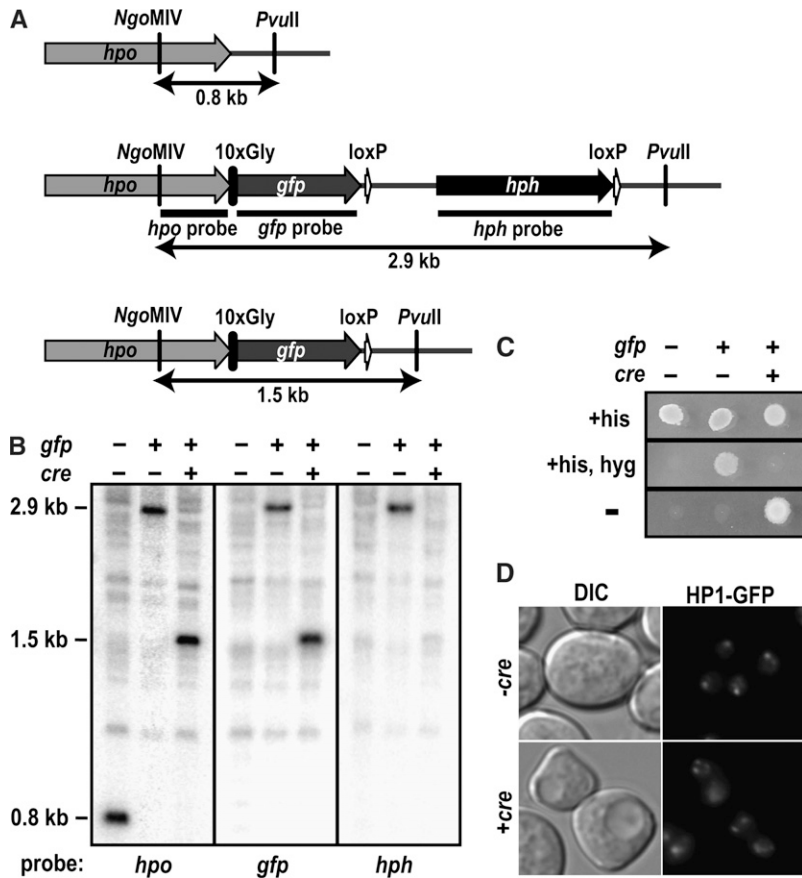 A
NgoMIV PvuII
hpo
0.8 kb
NgoMIV 10xGly loxP loxP PvuII
hpo gfp hph
hpo probe gfp probe hph probe
2.9 kb
NgoMIV 10xGly loxP PvuII
hpo gfp
1.5 kb
B
gfp – + + – + + – + +
cre – – + – – + – – +
2.9 kb –
1.5 kb –
0.8 kb –
probe: hpo gfp hph
C
gfp – + +
cre – – +
+his
+his, hyg
-
D
DIC HP1-GFP
-cre
+cre